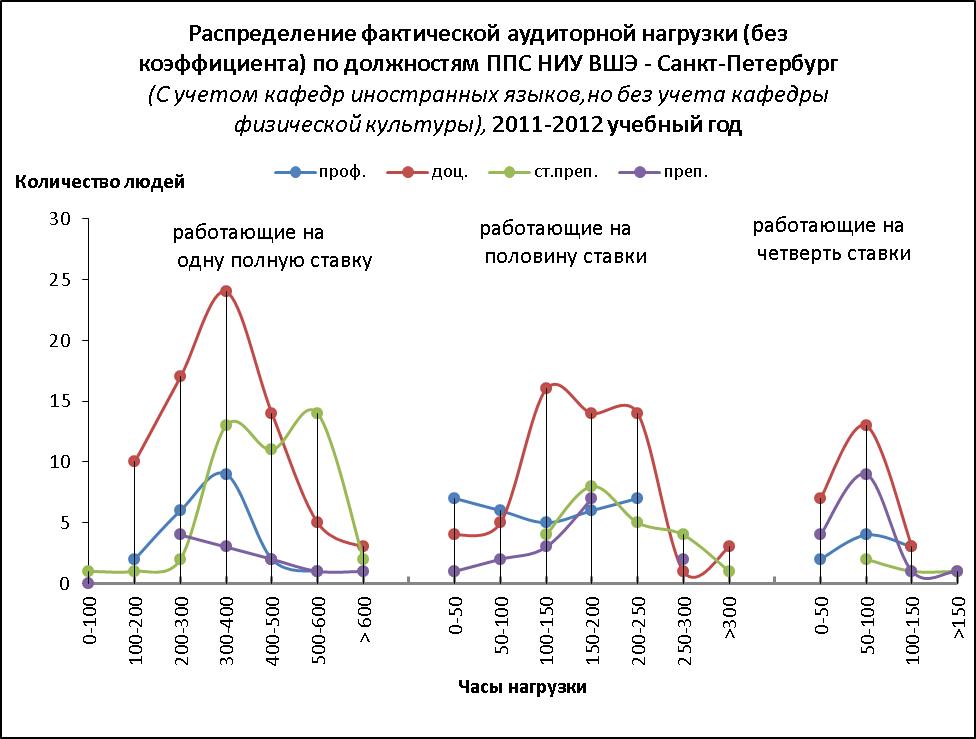 Распределение фактической аудиторной нагрузки (без
коэффициента) по должностям ППС НИУ ВШЭ - Санкт-Петербург
(С учетом кафедр иностранных языков,но без учета кафедры
физической культуры), 2011-2012 учебный год
проф. доц. ст.преп. преп.
Количество людей
30
25
20
15
10
5
0
работающие на
одну полную ставку
работающие на
половину ставки
работающие на
четверть ставки
0-100
100-200
200-300
300-400
400-500
500-600
> 600
0-50
50-100
100-150
150-200
200-250
250-300
>300
0-50
50-100
100-150
>150
Часы нагрузки